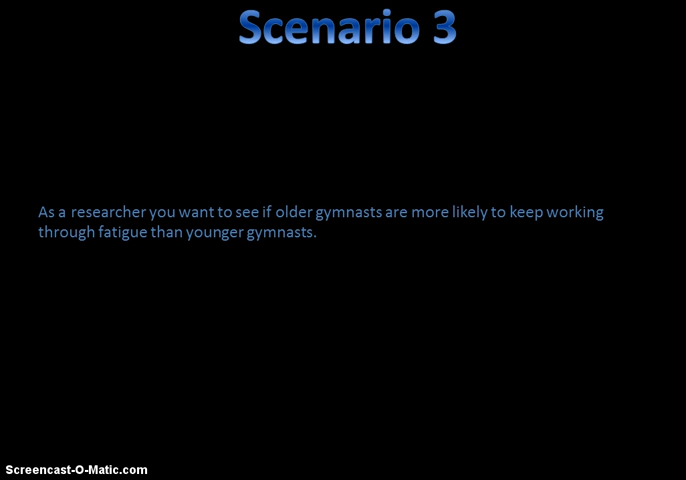 Scenario 3
As a researcher you want to see if older gymnasts are more likely to keep working
through fatigue than younger gymnasts.
Screencast-O-Matic.com